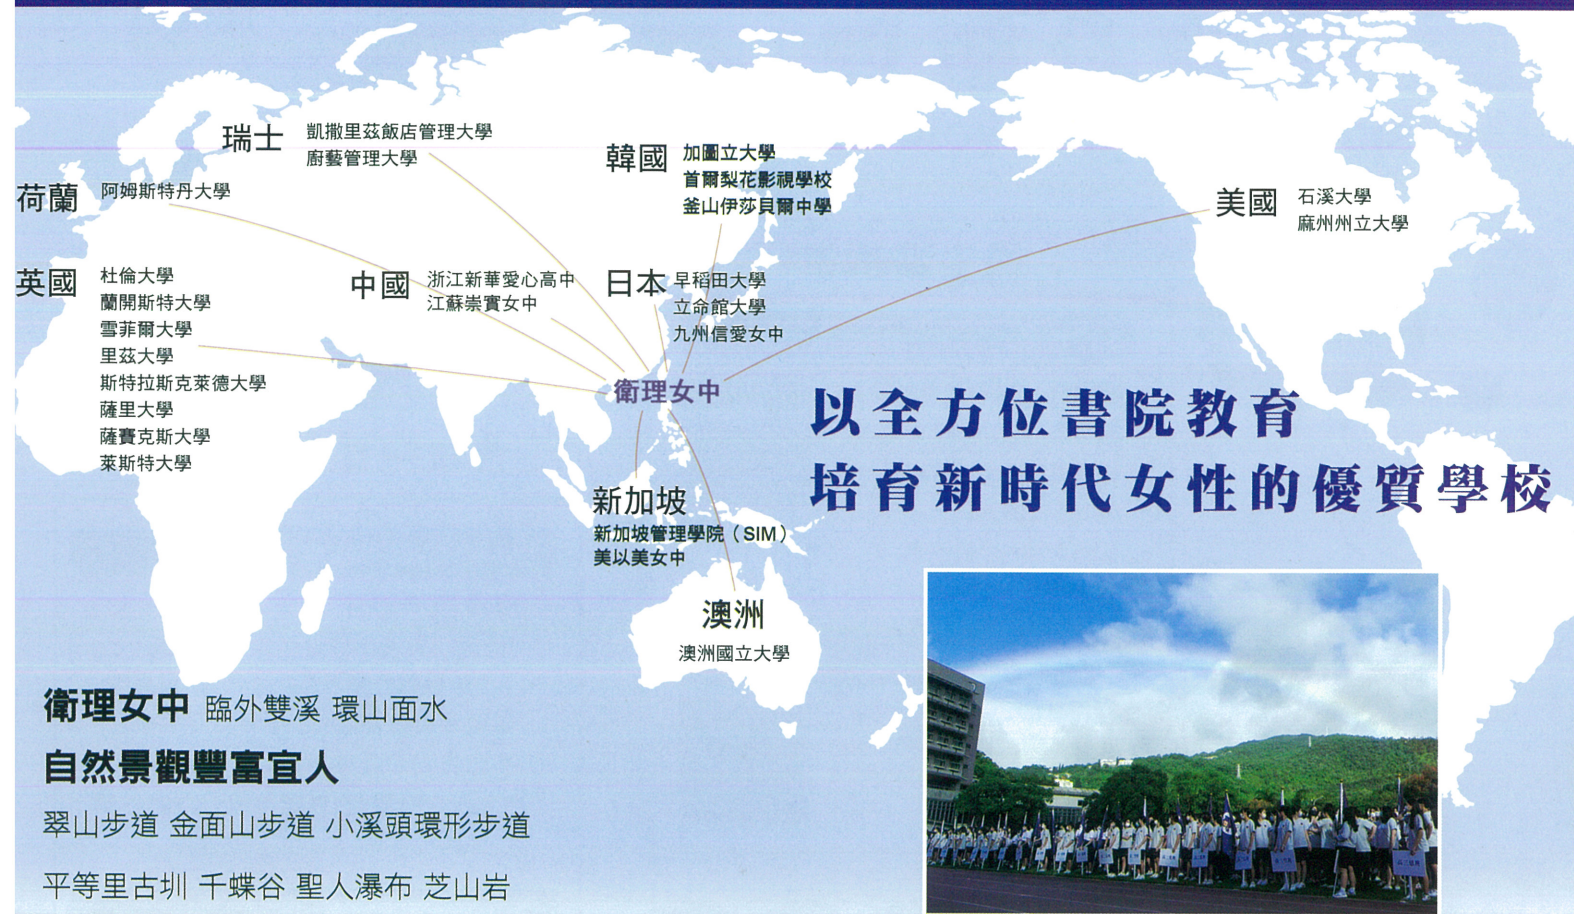 瑞士
凱撒里茲飯店管理大學
廚藝管理大學
韓國
加圖立大學
首爾梨花影視學校
釜山伊莎貝爾中學
荷蘭
阿姆斯特丹大學
美國
石溪大學
麻州州立大學
英國
杜倫大學
蘭開斯特大學
雪菲爾大學
里茲大學
斯特拉斯克萊德大學
薩里大學
薩賽克斯大學
萊斯特大學
中國
浙江新華愛心高中
江蘇崇實女中
日本
早稻田大學
立命館大學
九州信愛女中
衛理女中
以全方位書院教育
培育新時代女性的優質學校
新加坡
新加坡管理學院（SIM）
美以美女中
澳洲
澳洲國立大學
衛理女中 臨外雙溪 環山面水
自然景觀豐富宜人
翠山步道 金面山步道 小溪頭環形步道
平等里古圳 千蝶谷 聖人瀑布 芝山岩